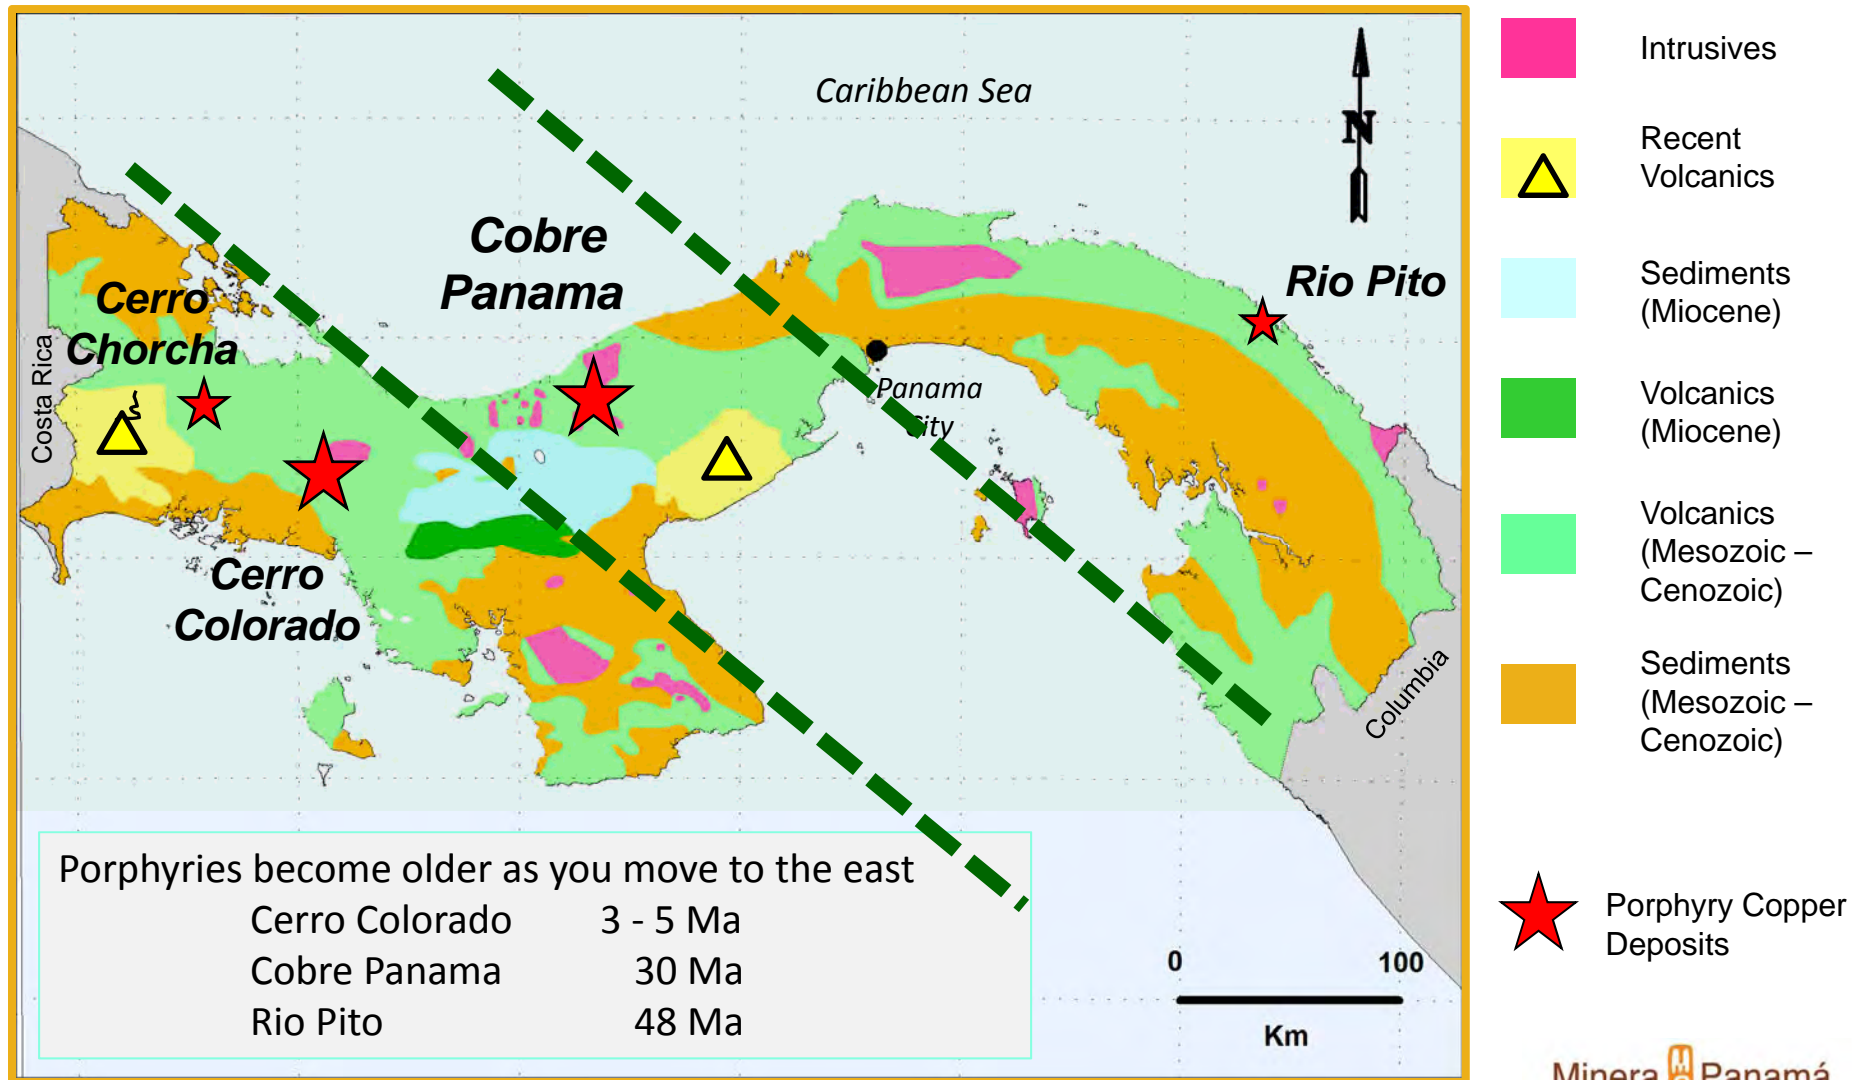 Caribbean Sea
N
Cobre
Panama
Rio Pito
Cerro
Chorcha
Costa Rica
Panama
City
Cerro
Colorado
Columbia
Porphyries become older as you move to the east
Cerro Colorado 3 - 5 Ma
Cobre Panama 30 Ma
Rio Pito 48 Ma
0 100
Km
Intrusives
Recent
Volcanics
Sediments
(Miocene)
Volcanics
(Miocene)
Volcanics
(Mesozoic –
Cenozoic)
Sediments
(Mesozoic –
Cenozoic)
Porphyry Copper
Deposits
Minera Panamá